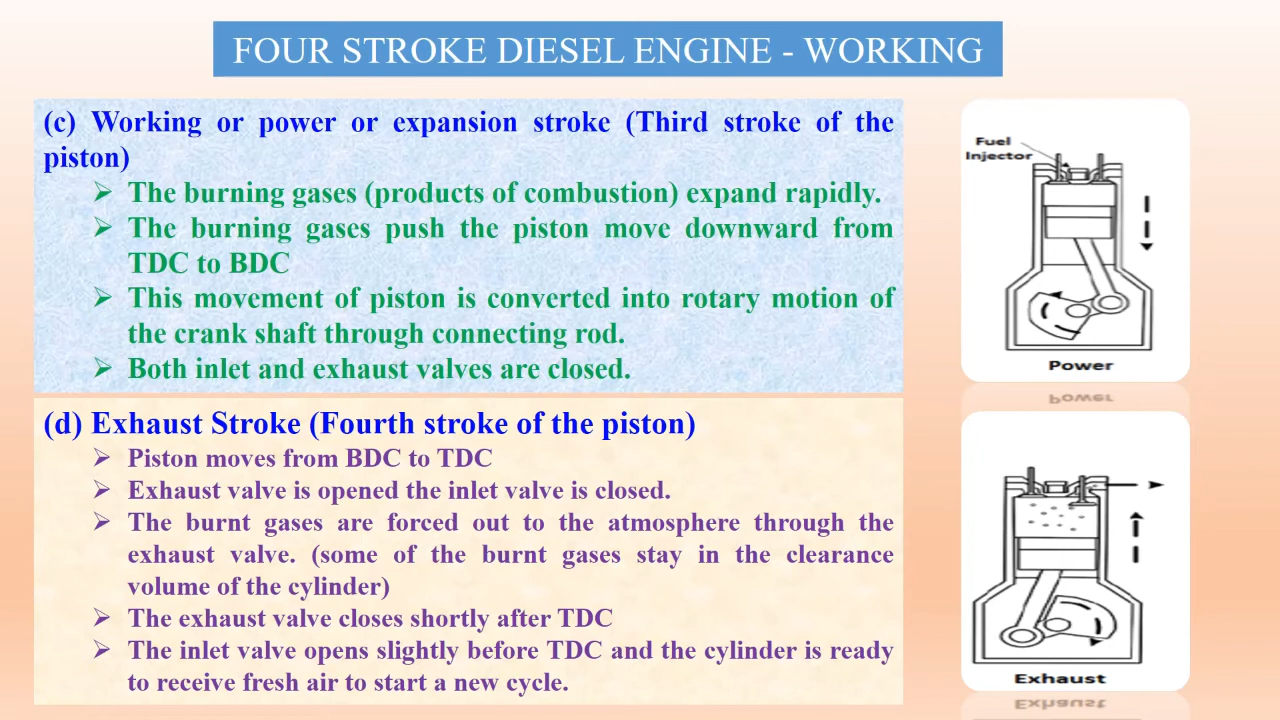 FOUR STROKE DIESEL ENGINE - WORKING
(c) Working or power or expansion stroke (Third stroke of the
piston)
➢ The burning gases (products of combustion) expand rapidly.
➢ The burning gases push the piston move downward from
TDC to BDC
➢ This movement of piston is converted into rotary motion of
the crank shaft through connecting rod.
➢ Both inlet and exhaust valves are closed.
Fuel
Injector
Power
(d) Exhaust Stroke (Fourth stroke of the piston)
➢ Piston moves from BDC to TDC
➢ Exhaust valve is opened the inlet valve is closed.
➢ The burnt gases are forced out to the atmosphere through the
exhaust valve. (some of the burnt gases stay in the clearance
volume of the cylinder)
➢ The exhaust valve closes shortly after TDC
➢ The inlet valve opens slightly before TDC and the cylinder is ready
to receive fresh air to start a new cycle.
Exhaust